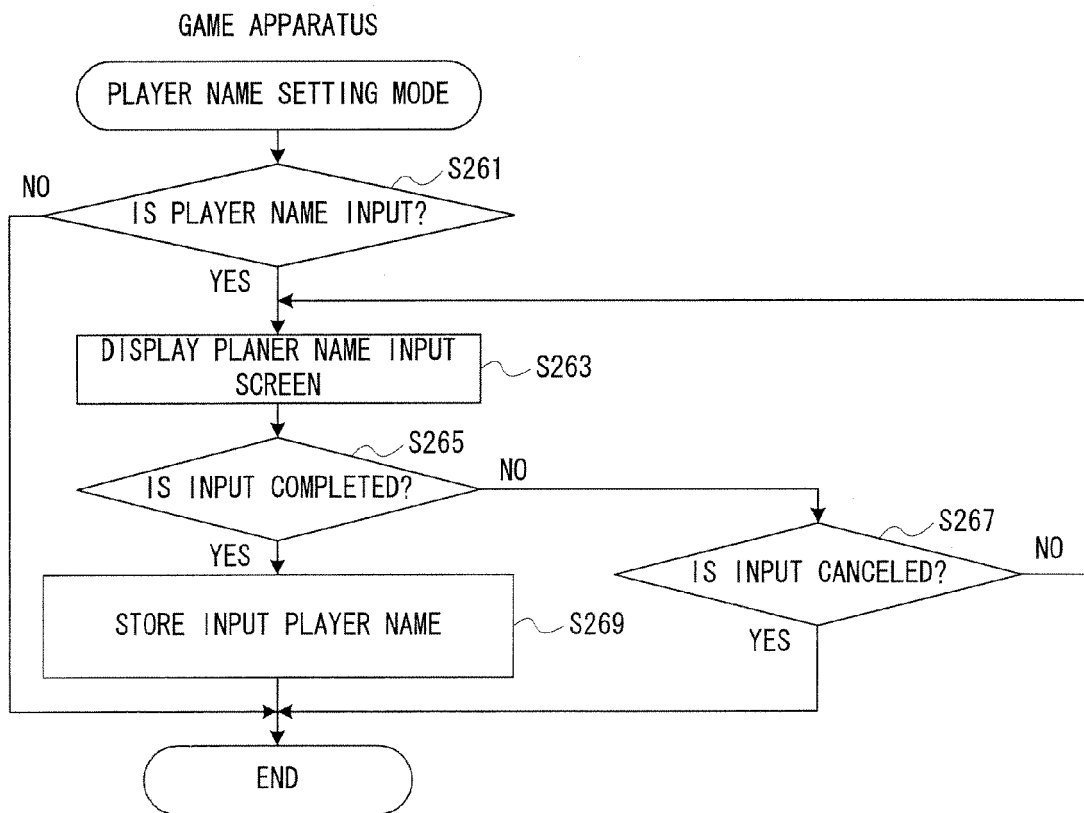 GAME APPARATUS
PLAYER NAME SETTING MODE
S261
NO
IS PLAYER NAME INPUT?
YES
DISPLAY PLANER NAME INPUT
SCREEN
S263
S265
IS INPUT COMPLETED?
NO
S267
YES
IS INPUT CANCELED?
NO
STORE INPUT PLAYER NAME
S269
YES
END